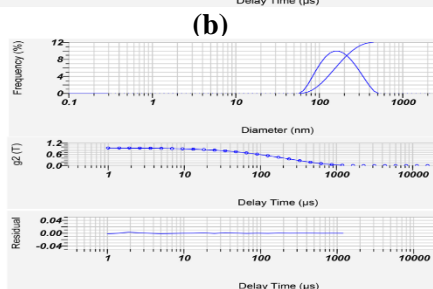 Delay Time (μs)
(b)
Frequency (%)
12
8
4
0
0.1 1 10 100 1000
Diameter (nm)
g2 (T)
1.2
0.6
0.0
1 10 100 1000 10000
Delay Time (μs)
Residual
0.04
0.00
-0.04
1 10 100 1000 10000
Delay Time (μs)